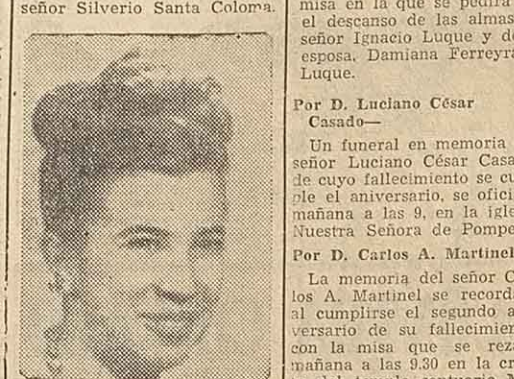 señor Silverio Santa Coloma.
misa en la que se pedirá
el descanso de las almas
señor Ignacio Luque y de
esposa, Damiana Ferreyra
Luque.
Por D. Luciano César
Casado—
Un funeral en memoria
señor Luciano César Casa
de cuyo fallecimiento se cu
ple el aniversario, se ofici
mañana a las 9, en la igle
Nuestra Señora de Pompe
Por D. Carlos A. Martinel
La memoria del señor C
los A. Martinel se record
al cumplirse el segundo a
versario de su fallecimien
con la misa que se reza
mañana a las 9.30 en la cr